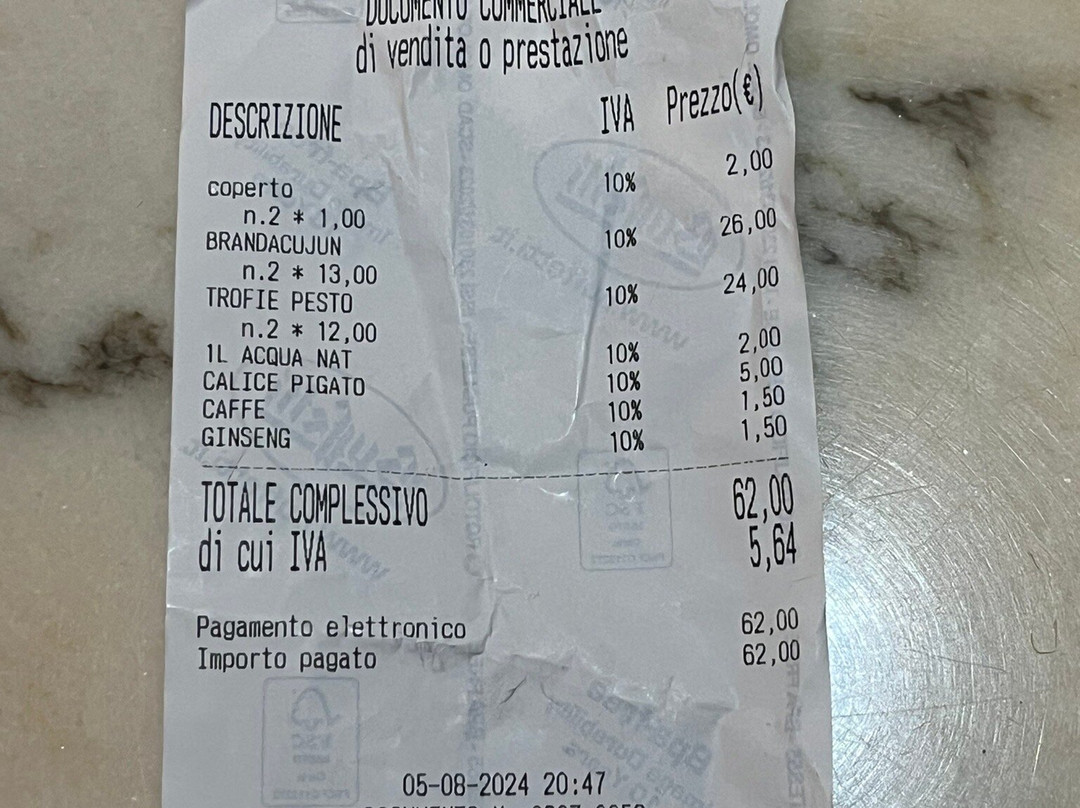 DOCUMENTO COMMERCIALE
di vendita o prestazione
DESCRIZIONE IVA Prezzo(€)
coperto 10% 2,00
n.2 * 1,00
BRANDACUJUN 10% 26,00
n.2 * 13,00
TROFIE PESTO 10% 24,00
n.2 * 12,00
1L ACQUA NAT 10% 2,00
CALICE PIGATO 10% 5,00
CAFFE 10% 1,50
GINSENG 10% 1,50
TOTALE COMPLESSIVO 62,00
di cui IVA 5,64
Pagamento elettronico 62,00
Importo pagato 62,00
05-08-2024 20:47